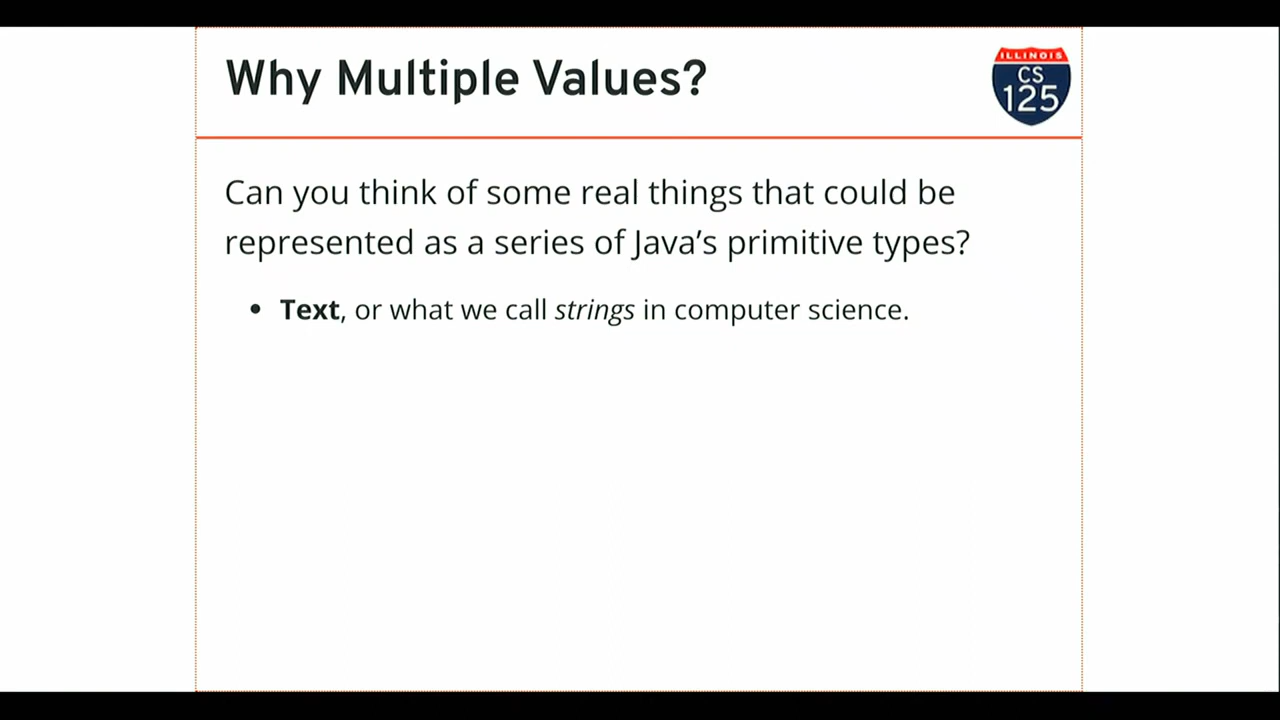 Why Multiple Values?
ILLINOIS
CS
125
Can you think of some real things that could be
represented as a series of Java’s primitive types?
• Text, or what we call strings in computer science.